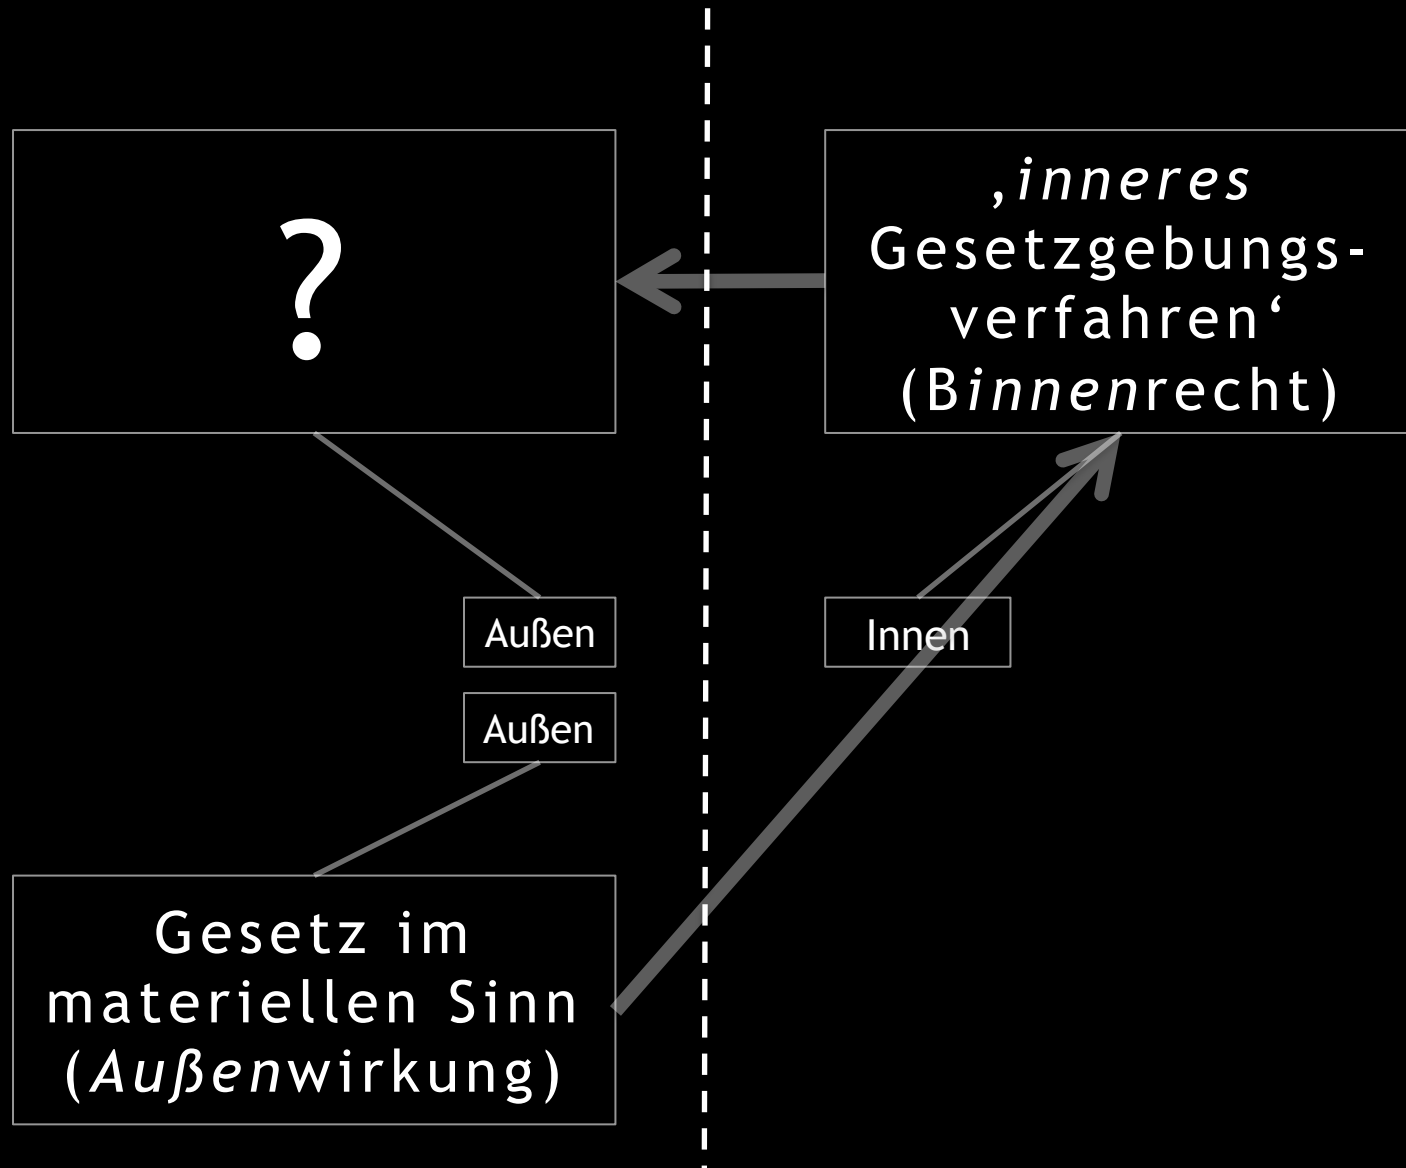 ?
‚inneres
Gesetzgebungs-
verfahren‘
(Binnenrecht)
Außen
Innen
Außen
Gesetz im
materiellen Sinn
(Außenwirkung)